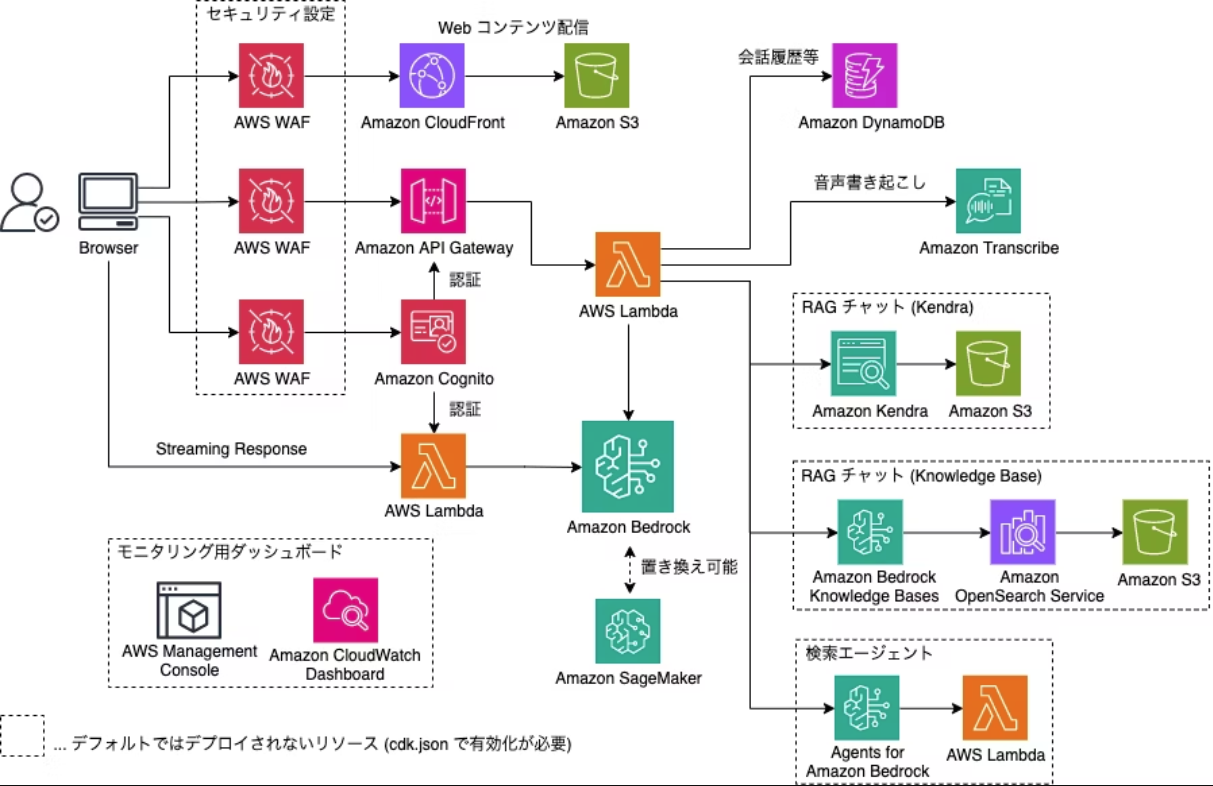 セキュリティ設定
Web コンテンツ配信
会話履歴等
AWS WAF
Amazon CloudFront
Amazon S3
Amazon DynamoDB
音声書き起こし
Browser
AWS WAF
Amazon API Gateway
Amazon Transcribe
認証
AWS Lambda
RAG チャット (Kendra)
AWS WAF
Amazon Cognito
Amazon Kendra
Amazon S3
認証
Streaming Response
AWS Lambda
Amazon Bedrock
RAG チャット (Knowledge Base)
Amazon Bedrock
Knowledge Bases
Amazon
OpenSearch Service
Amazon S3
モニタリング用ダッシュボード
置き換え可能
AWS Management
Console
Amazon CloudWatch
Dashboard
Amazon SageMaker
検索エージェント
Agents for
Amazon Bedrock
AWS Lambda
... デフォルトではデプロイされないリソース (cdk.json で有効化が必要)